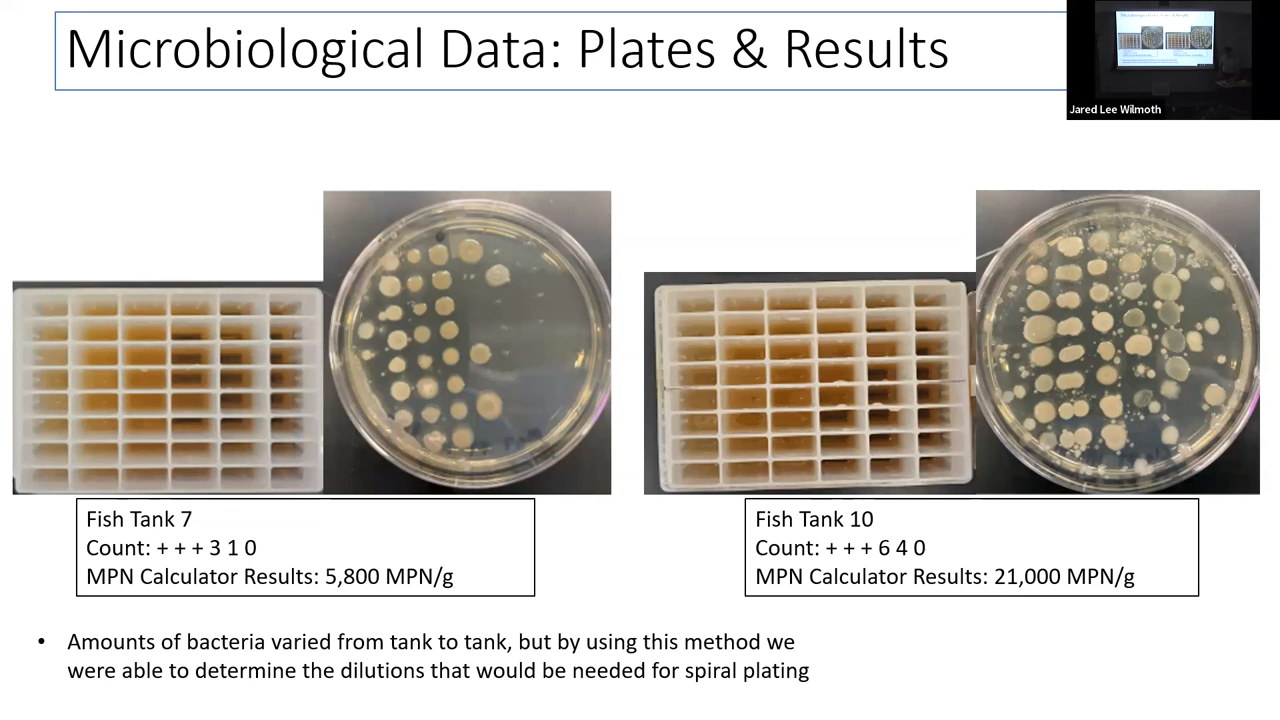 Microbiological Data: Plates & Results
Jared Lee Wilmoth
Fish Tank 7
Count: + + + 3 1 0
MPN Calculator Results: 5,800 MPN/g
Fish Tank 10
Count: + + + 6 4 0
MPN Calculator Results: 21,000 MPN/g
• Amounts of bacteria varied from tank to tank, but by using this method we
were able to determine the dilutions that would be needed for spiral plating